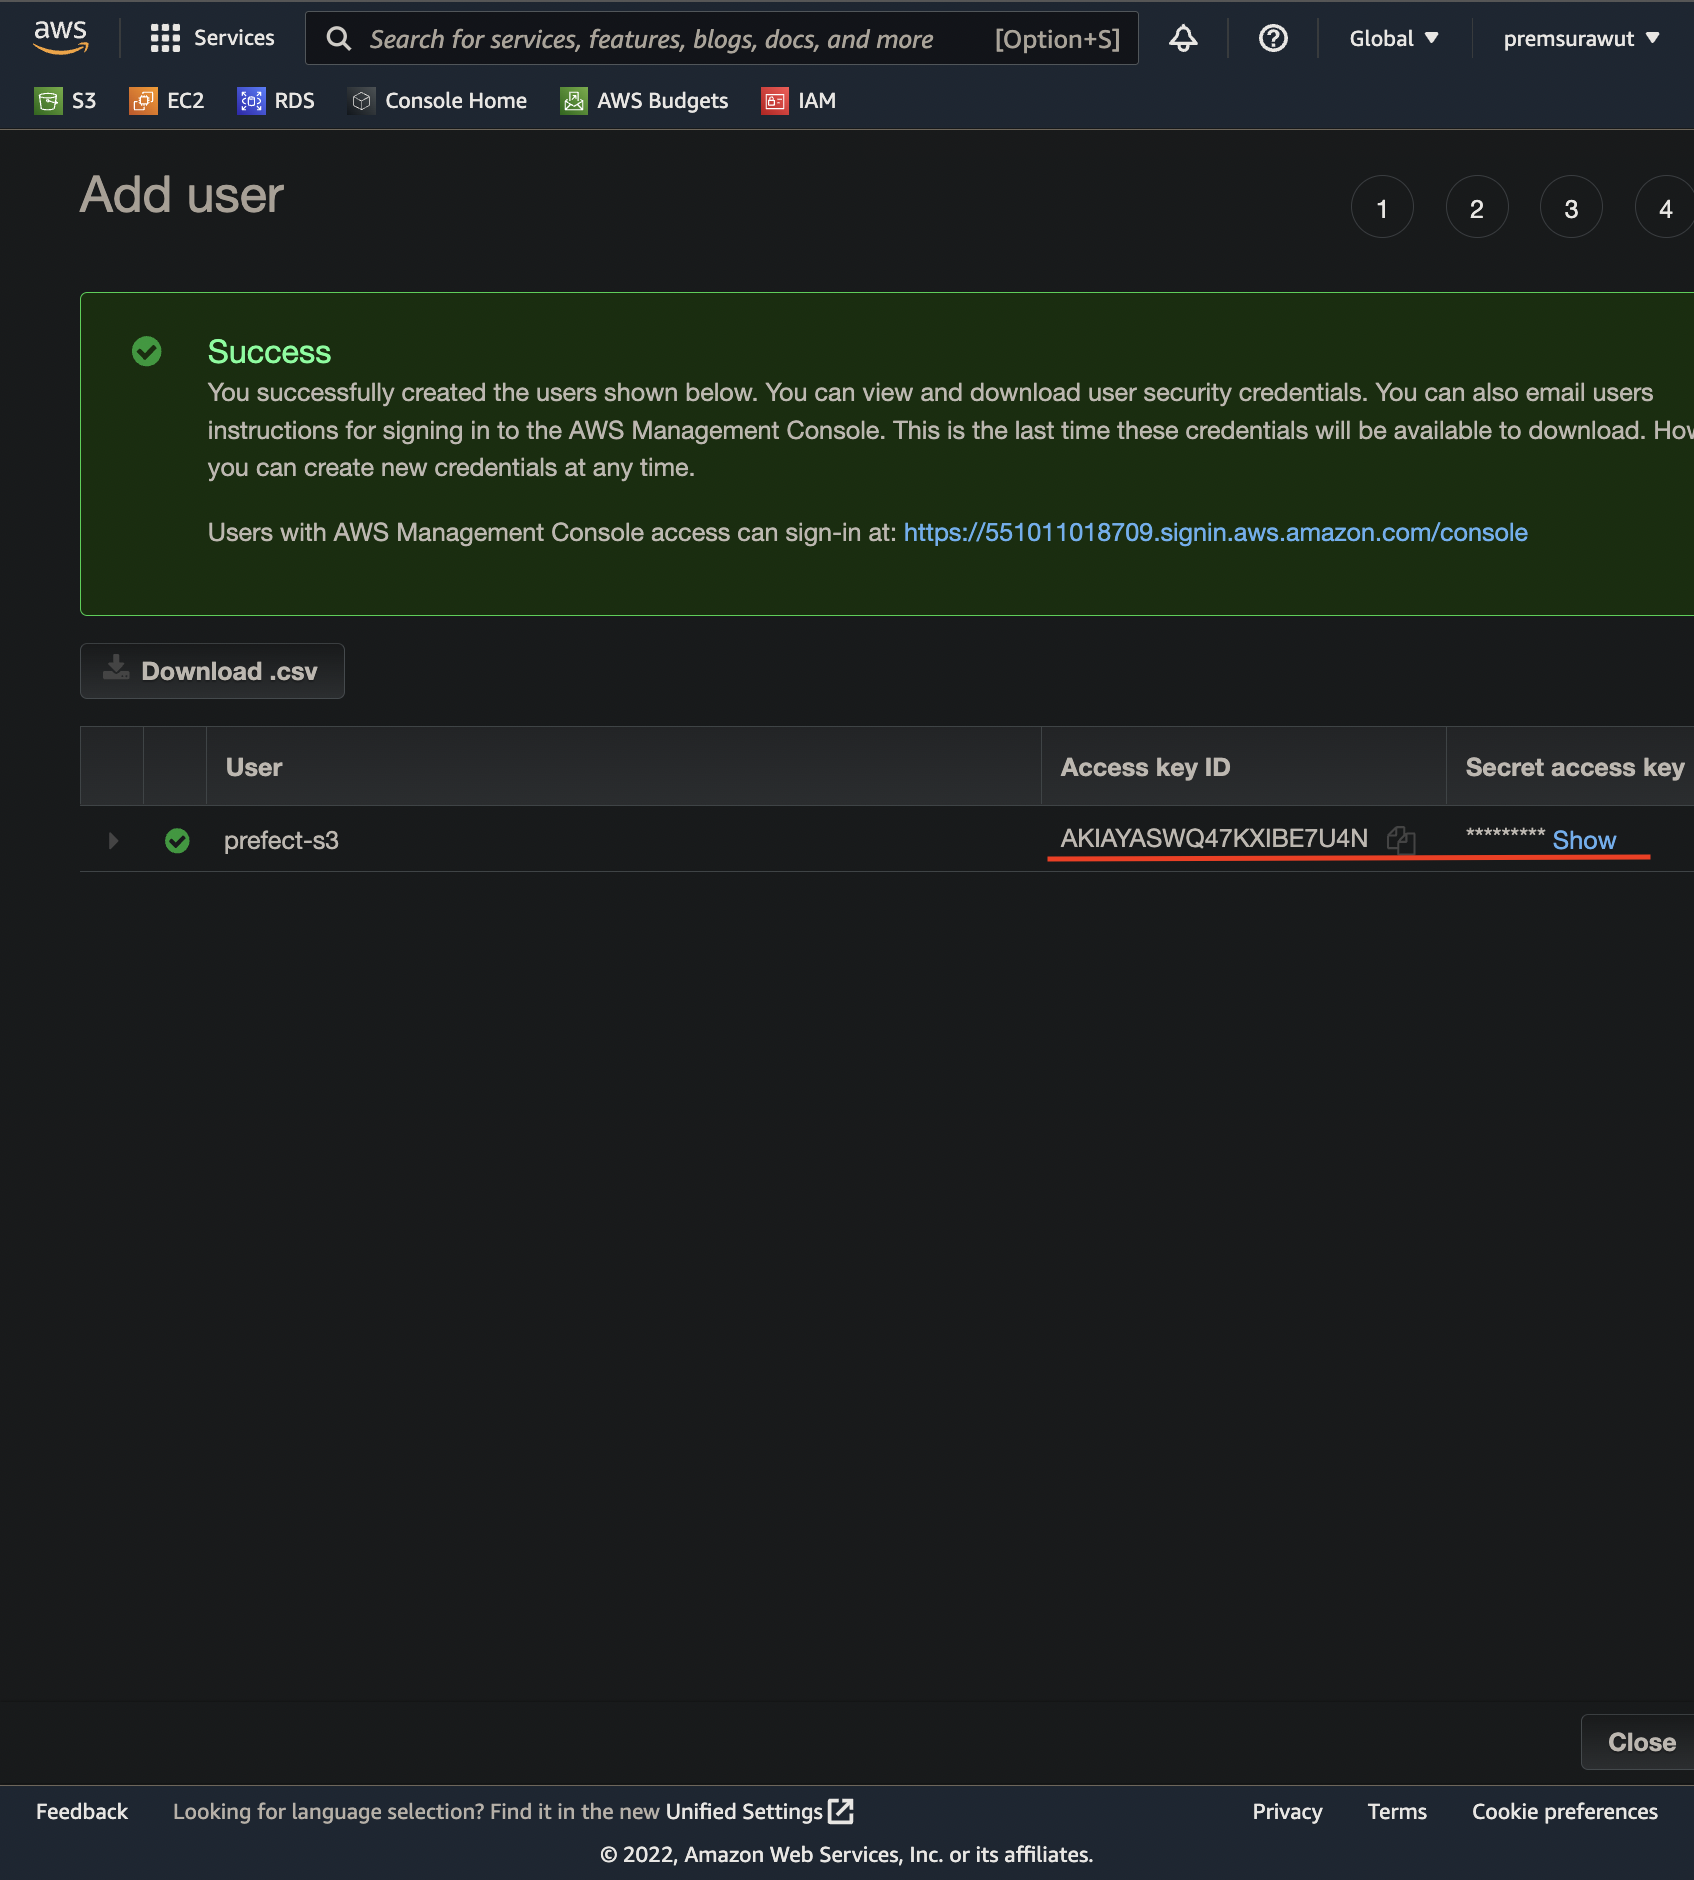 aws Services Search for services, features, blogs, docs, and more [Option+S] Global premsurawut
S3 EC2 RDS Console Home AWS Budgets IAM
Add user
1 2 3 4
Success
You successfully created the users shown below. You can view and download user security credentials. You can also email users
instructions for signing in to the AWS Management Console. This is the last time these credentials will be available to download. How
you can create new credentials at any time.
Users with AWS Management Console access can sign-in at: https://551011018709.signin.aws.amazon.com/console
Download .csv
User Access key ID Secret access key
prefect-s3 AKIAYASWQ47KXIBE7U4N ********* Show
Close
Feedback Looking for language selection? Find it in the new Unified Settings Privacy Terms Cookie preferences
© 2022, Amazon Web Services, Inc. or its affiliates.